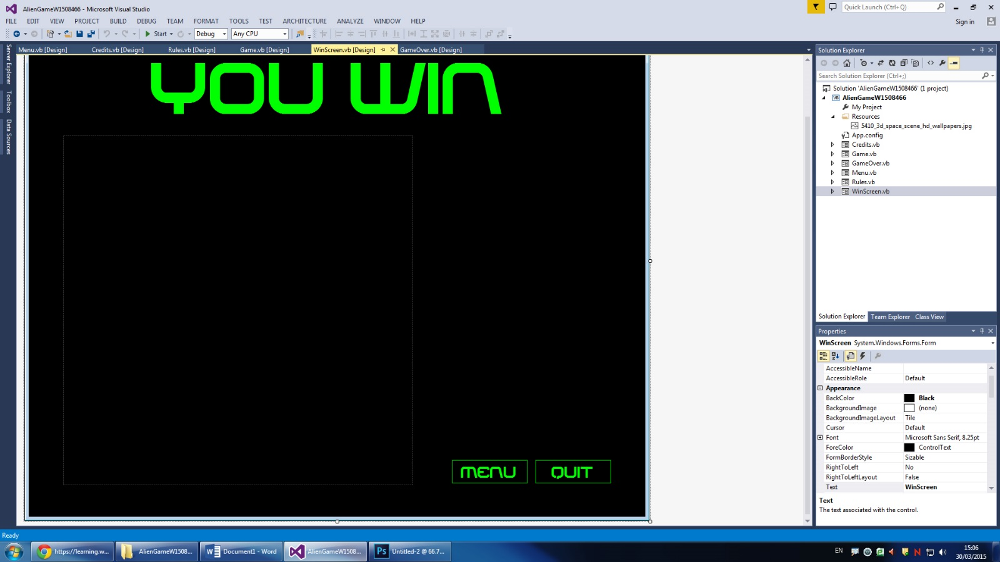 AlienGameW1508466 - Microsoft Visual Studio
Quick Launch (Ctrl+Q)
FILE EDIT VIEW PROJECT BUILD DEBUG TEAM FORMAT TOOLS TEST ARCHITECTURE ANALYZE WINDOW HELP
Sign in
Start Debug Any CPU
Server Explorer
Toolbox
Data Sources
Menu.vb [Design] Credits.vb [Design] Rules.vb [Design] Game.vb [Design] WinScreen.vb [Design] GameOver.vb [Design]
YOU WIN
MENU QUIT
Solution Explorer
Search Solution Explorer (Ctrl+;)
Solution 'AlienGameW1508466' (1 project)
AlienGameW1508466
My Project
Resources
5410_3d_space_scene_hd_wallpapers.jpg
App.config
Credits.vb
Game.vb
GameOver.vb
Menu.vb
Rules.vb
WinScreen.vb
Solution Explorer Team Explorer Class View
Properties
WinScreen System.Windows.Forms.Form
AccessibleName
AccessibleRole Default
Appearance
BackColor Black
BackgroundImage (none)
BackgroundImageLayout Tile
Cursor Default
Font Microsoft Sans Serif, 8.25pt
ForeColor ControlText
FormBorderStyle Sizable
RightToLeft No
RightToLeftLayout False
Text WinScreen
Text
The text associated with the control.
Ready
https://learning.w... AlienGameW1508... Document1 - Word AlienGameW1508... Ps Untitled-2 @ 66.7...
EN
15:06
30/03/2015